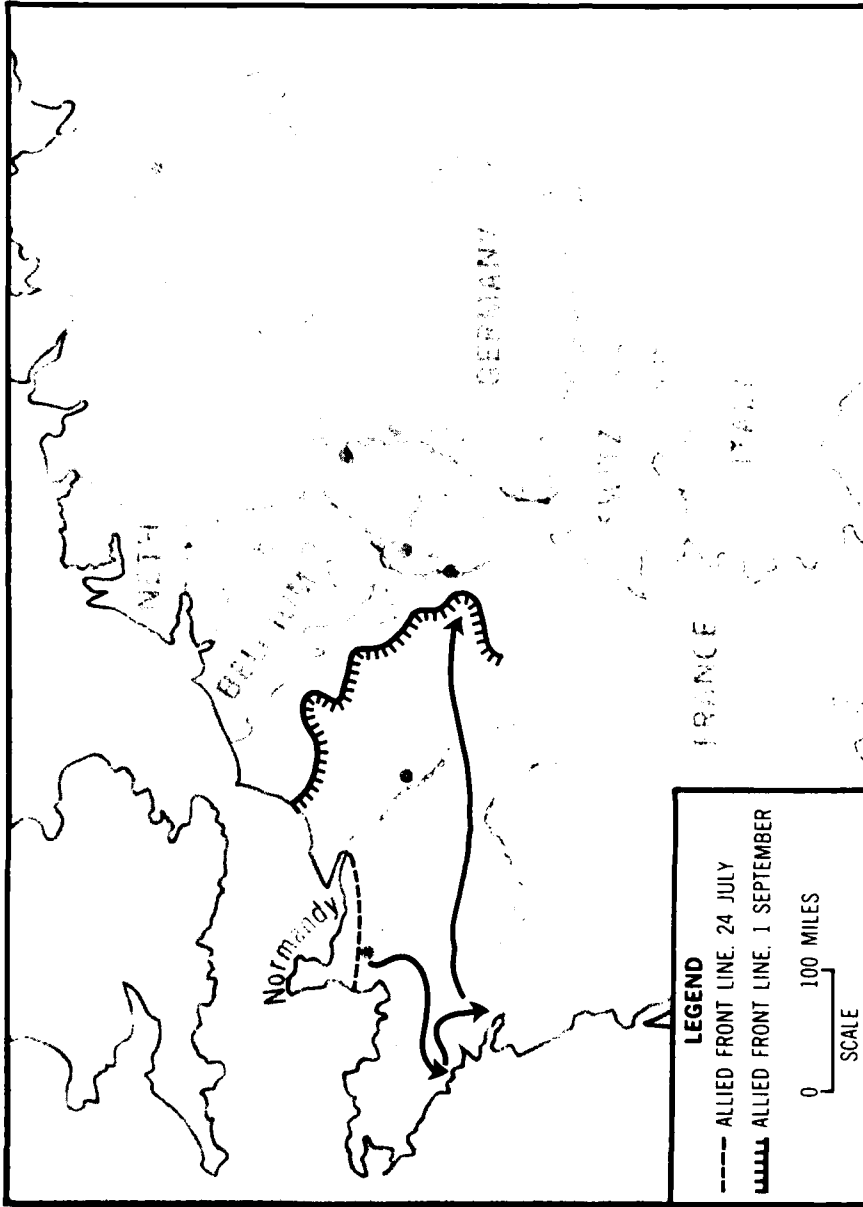 NETH
BELGIUM
GERMANY
Normandy
SWITZ
FRANCE
ITALY
LEGEND
ALLIED FRONT LINE, 24 JULY
ALLIED FRONT LINE, 1 SEPTEMBER
0 100 MILES
SCALE